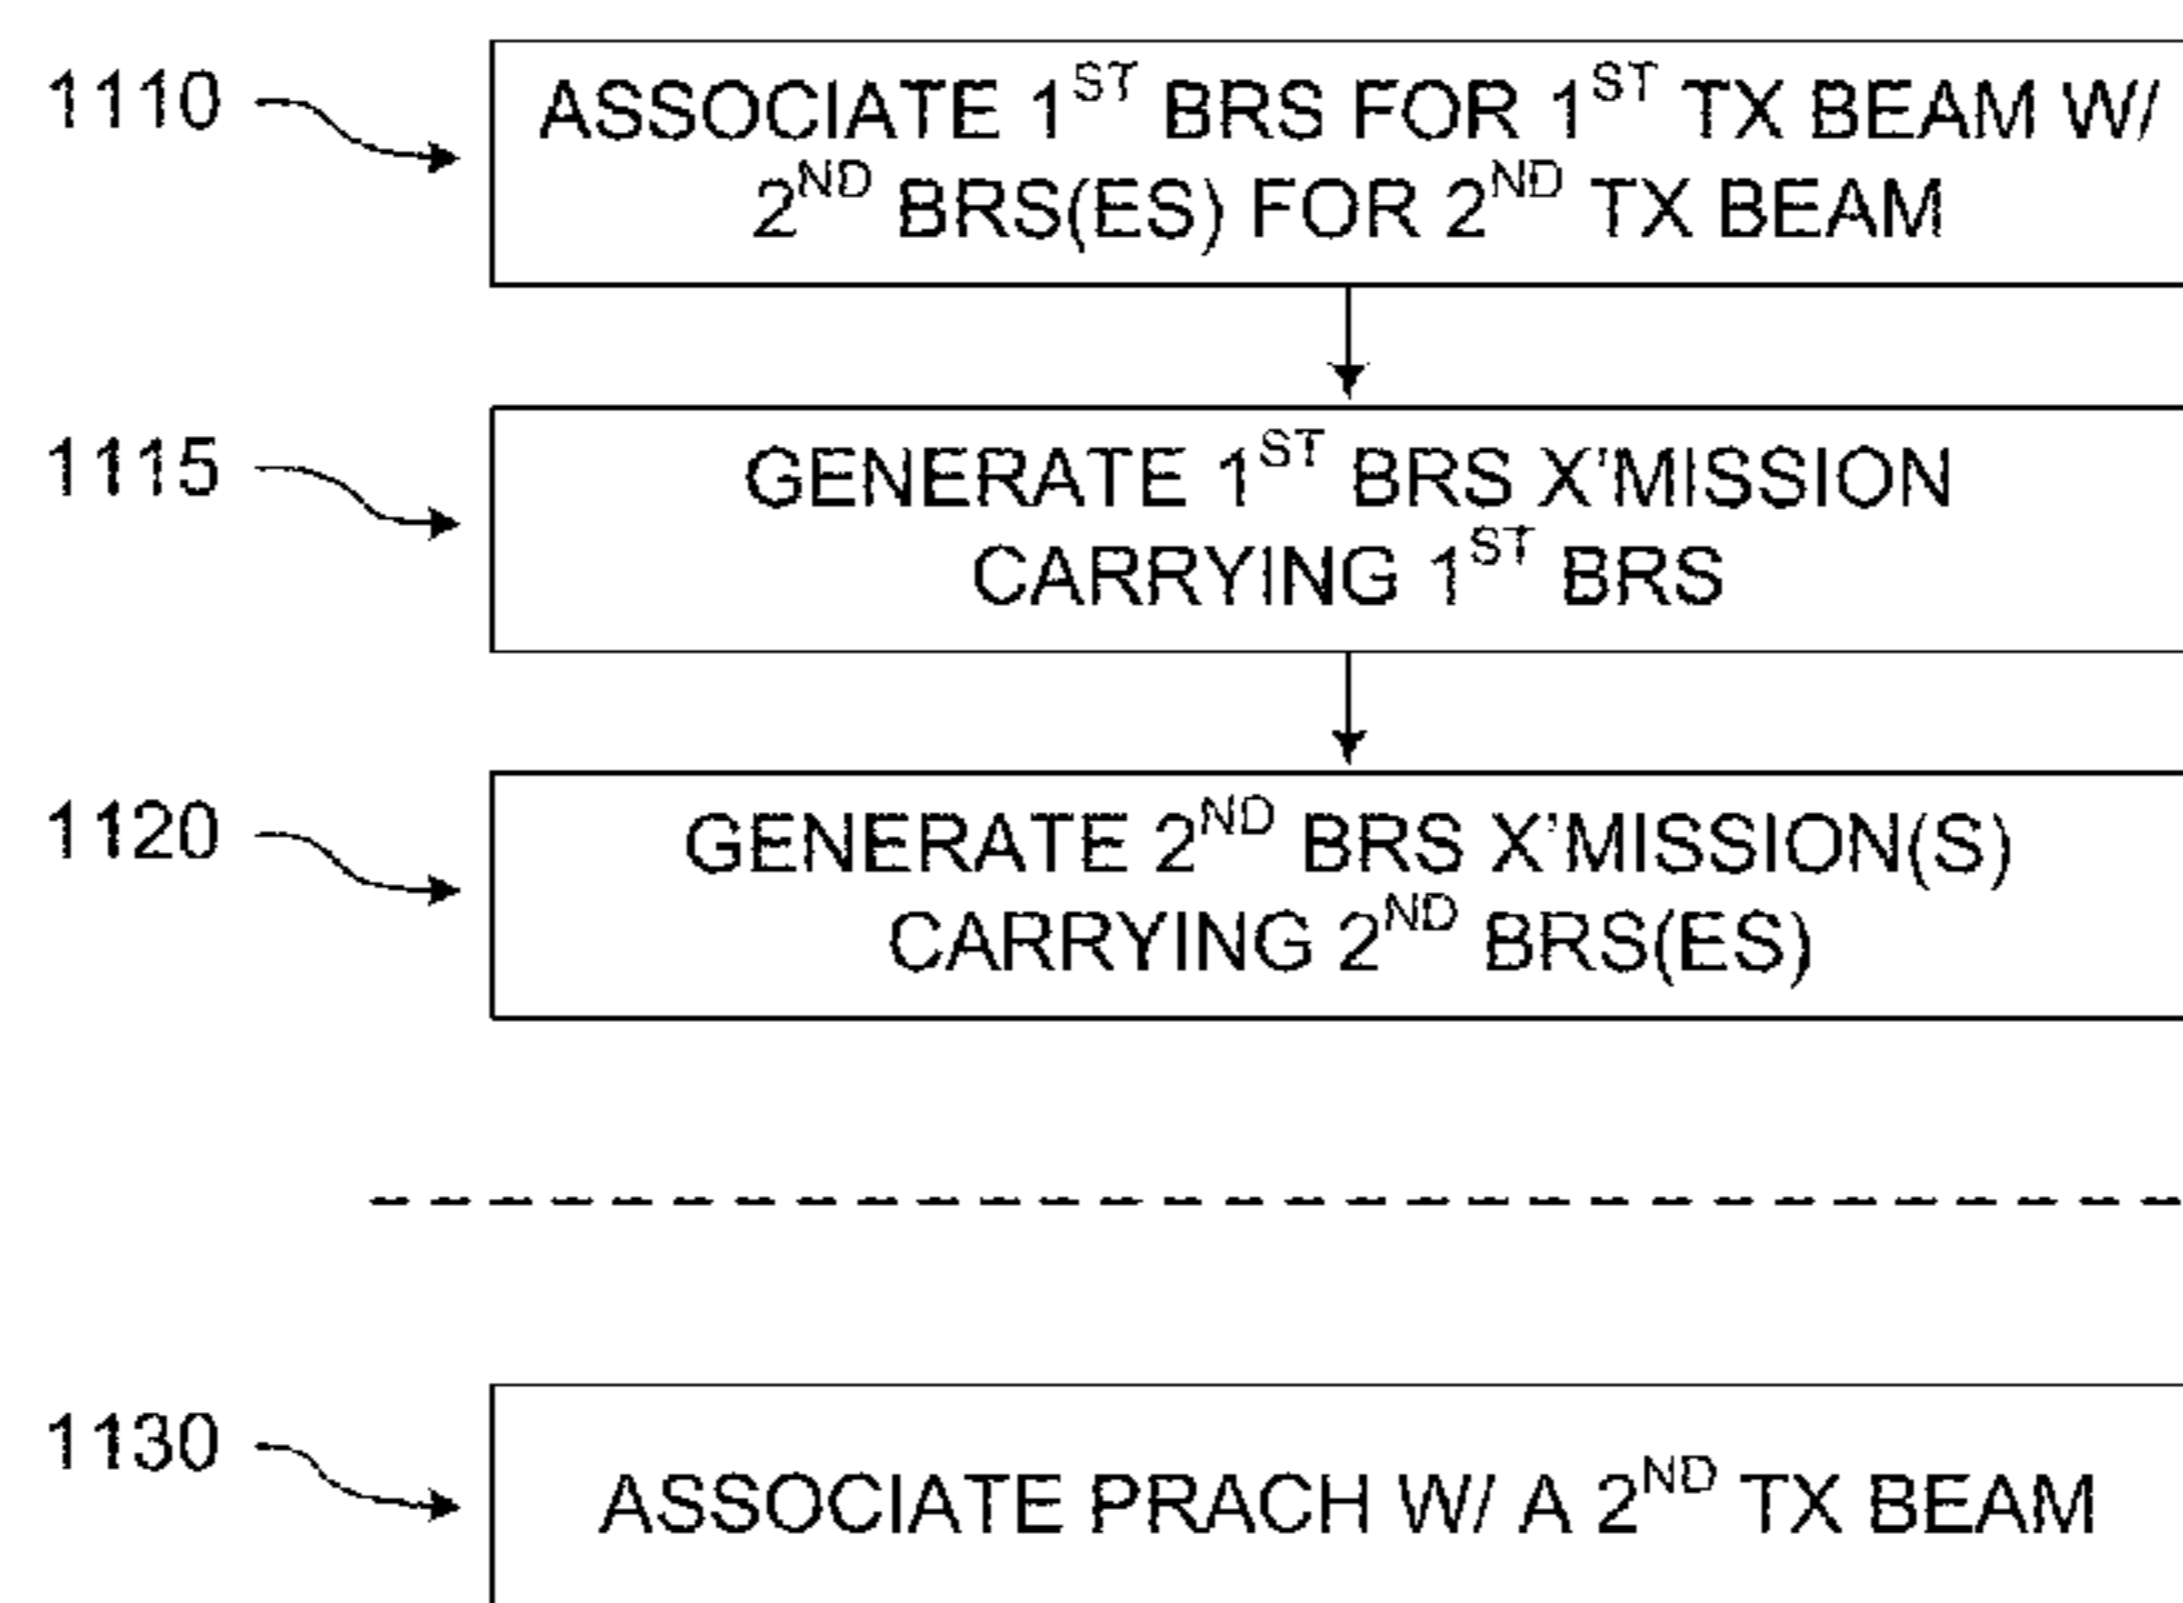 1110
ASSOCIATE 1ST BRS FOR 1ST TX BEAM W/
2ND BRS(ES) FOR 2ND TX BEAM
1115
GENERATE 1ST BRS X'MISSION
CARRYING 1ST BRS
1120
GENERATE 2ND BRS X'MISSION(S)
CARRYING 2ND BRS(ES)
1130
ASSOCIATE PRACH W/ A 2ND TX BEAM